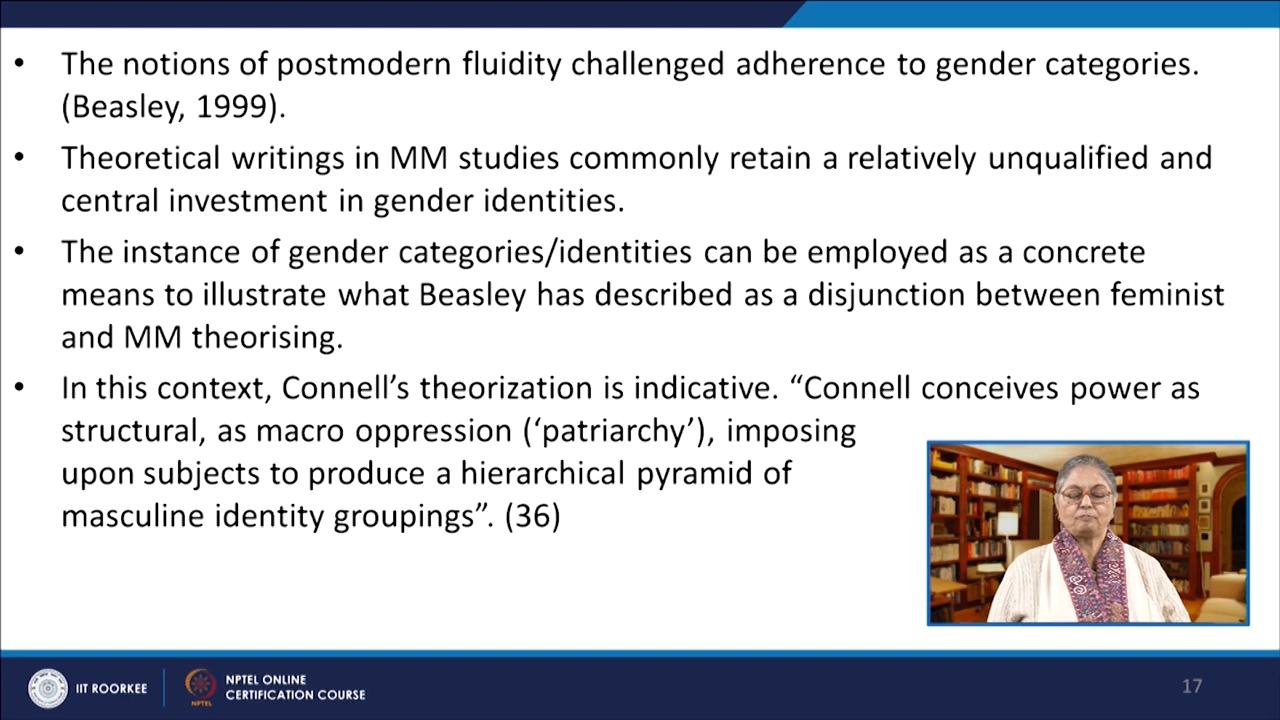 • The notions of postmodern fluidity challenged adherence to gender categories.
(Beasley, 1999).
• Theoretical writings in MM studies commonly retain a relatively unqualified and
central investment in gender identities.
• The instance of gender categories/identities can be employed as a concrete
means to illustrate what Beasley has described as a disjunction between feminist
and MM theorising.
• In this context, Connell’s theorization is indicative. “Connell conceives power as
structural, as macro oppression (‘patriarchy’), imposing
upon subjects to produce a hierarchical pyramid of
masculine identity groupings”. (36)
IIT ROORKEE
NPTEL
NPTEL ONLINE
CERTIFICATION COURSE
17